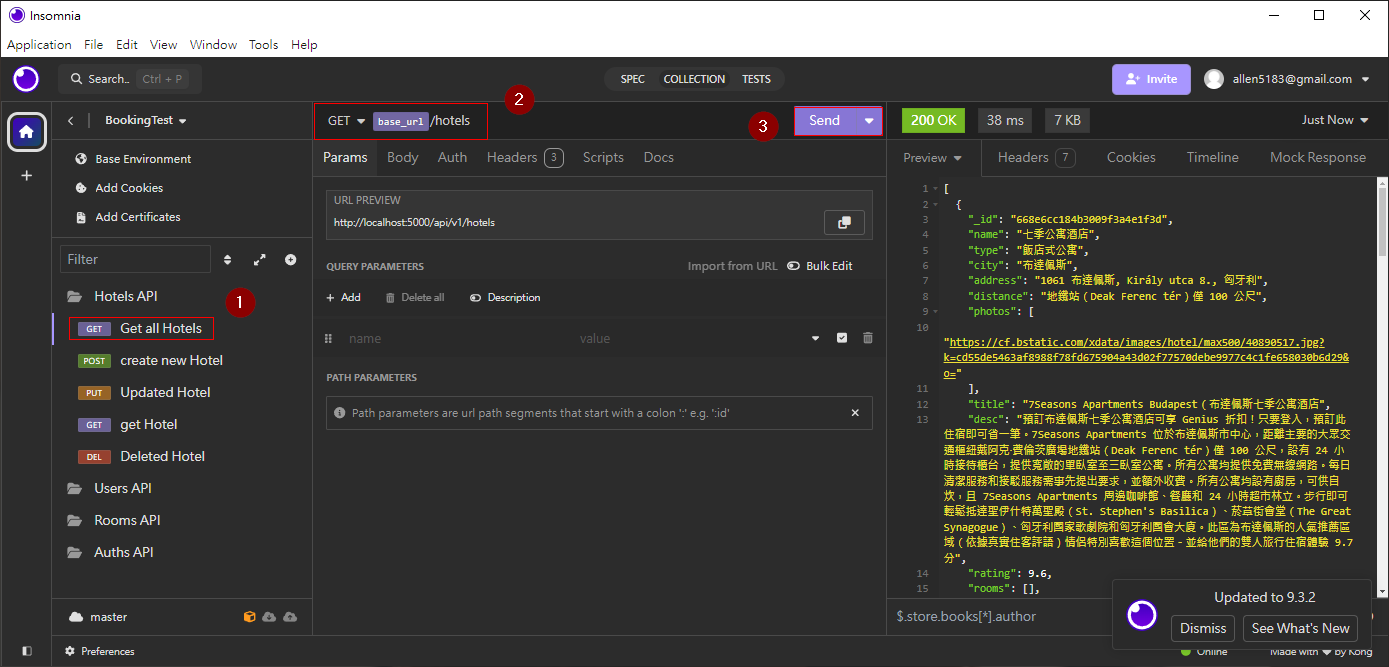 Insomnia
Application File Edit View Window Tools Help
Search.. Ctrl + P
SPEC COLLECTION TESTS
Invite
allen5183@gmail.com
BookingTest
Base Environment
Add Cookies
Add Certificates
Filter
Hotels API
1
GET Get all Hotels
POST create new Hotel
PUT Updated Hotel
GET get Hotel
DEL Deleted Hotel
Users API
Rooms API
Auths API
master
Preferences
GET base_url /hotels
2
3
Send
Params Body Auth Headers 3 Scripts Docs
URL PREVIEW
http://localhost:5000/api/v1/hotels
QUERY PARAMETERS
Import from URL Bulk Edit
Add Delete all Description
name value
PATH PARAMETERS
Path parameters are url path segments that start with a colon ':' e.g. ':id'
200 OK 38 ms 7 KB
Just Now
Preview Headers 7 Cookies Timeline Mock Response
1 [
2 {
3 "_id": "668e6cc184b3009f3a4e1f3d",
4 "name": "七季公寓酒店",
5 "type": "飯店式公寓",
6 "city": "布達佩斯",
7 "address": "1061 布達佩斯, Király utca 8., 匈牙利",
8 "distance": "地鐵站（Deak Ferenc tér）僅 100 公尺",
9 "photos": [
10
"https://cf.bstatic.com/xdata/images/hotel/max500/40890517.jpg?
k=cd55de5463af8988f78fd675904a43d02f77570debe9977c4c1fe658030b6d29&
o="
11 ],
12 "title": "7Seasons Apartments Budapest（布達佩斯七季公寓酒店",
13 "desc": "預訂布達佩斯七季公寓酒店可享 Genius 折扣！只要登入，預訂此
住宿即可省一筆。7Seasons Apartments 位於布達佩斯市中心，距離主要的大眾交
通樞紐戴阿克·費倫茨廣場地鐵站（Deak Ferenc tér）僅 100 公尺，設有 24 小
時接待櫃台，提供寬敞的單臥室至三臥室公寓。所有公寓均提供免費無線網路。每日
清潔服務和接駁服務需事先提出要求，並額外收費。所有公寓均設有廚房，可供自
炊，且 7Seasons Apartments 周邊咖啡館、餐廳和 24 小時超市林立。步行即可
輕鬆抵達聖伊什特萬聖殿（St. Stephen's Basilica）、菸草街會堂（The Great
Synagogue）、匈牙利國家歌劇院和匈牙利國會大廈。此區為布達佩斯的人氣推薦區
域（依據真實住客評語）情侶特別喜歡這個位置－並給他們的雙人旅行住宿體驗 9.7
分",
14 "rating": 9.6,
15 "rooms": [],
$.store.books[*].author
Updated to 9.3.2
Dismiss See What's New
Online
Made with ❤ by Kong